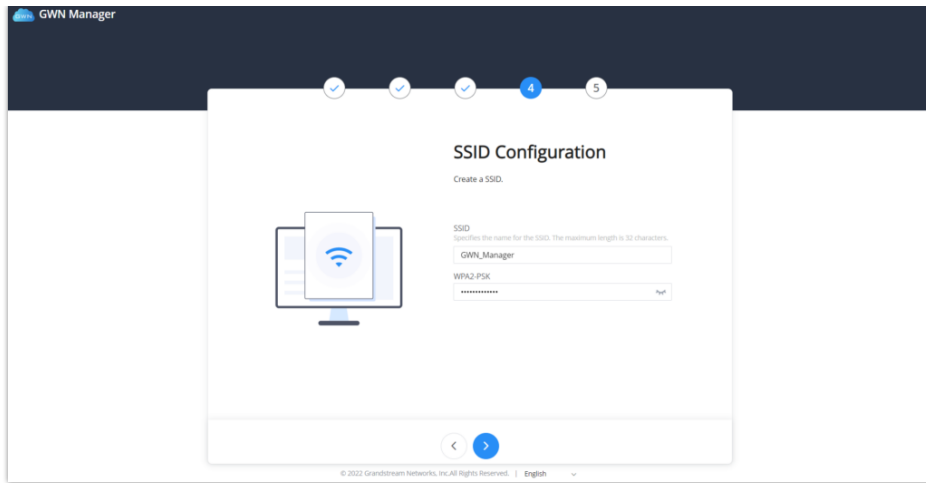 GWN GWN Manager
4 5
SSID Configuration
Create a SSID.
SSID
Specifies the name for the SSID. The maximum length is 32 characters.
GWN_Manager
WPA2-PSK
•••••••••••••
© 2022 Grandstream Networks, Inc.All Rights Reserved. | English